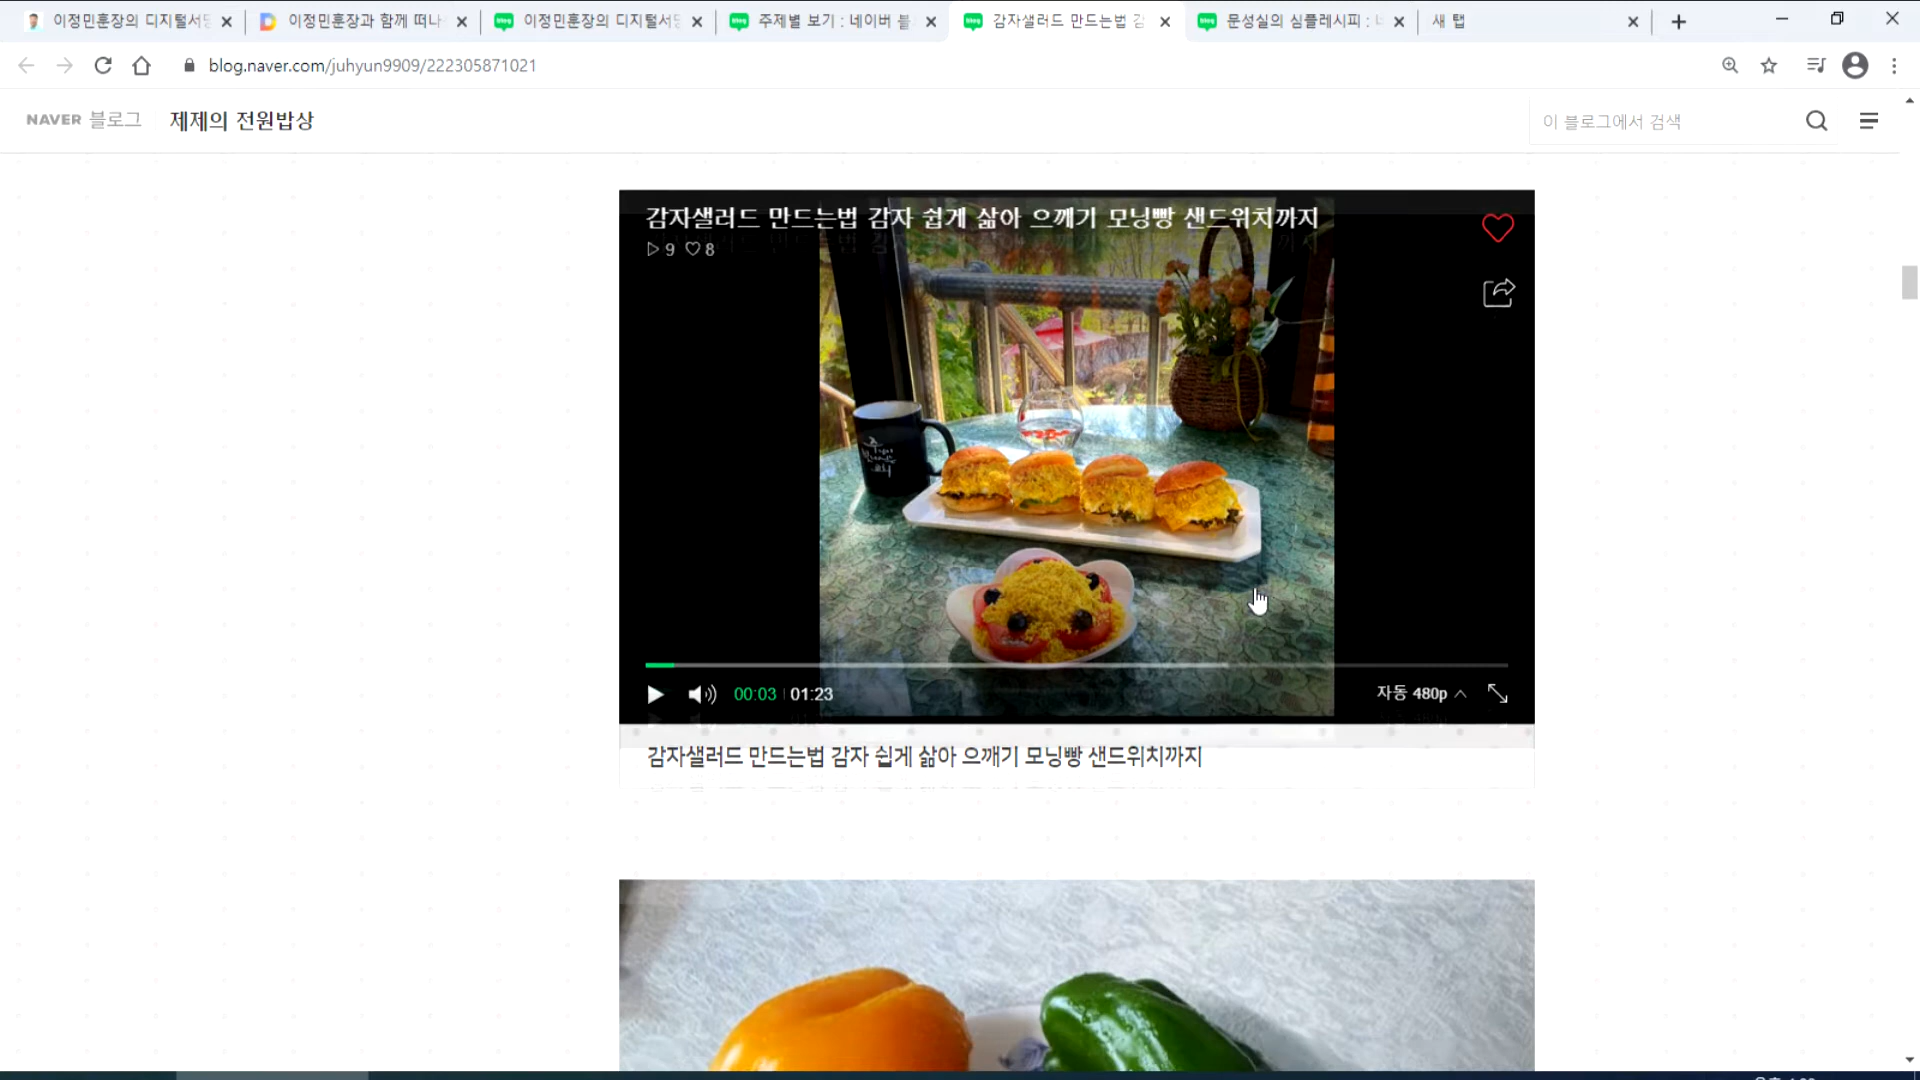 이정민훈장의 디지털서당
이정민훈장과 함께 떠나
이정민훈장의 디지털서당
주제별 보기 : 네이버 블
감자샐러드 만드는법 감
문성실의 심플레시피 : 네
새 탭
blog.naver.com/juhyun9909/222305871021
NAVER 블로그
제제의 전원밥상
이 블로그에서 검색
감자샐러드 만드는법 감자 쉽게 삶아 으깨기 모닝빵 샌드위치까지
9 8
00:03 01:23
자동 480p
감자샐러드 만드는법 감자 쉽게 삶아 으깨기 모닝빵 샌드위치까지